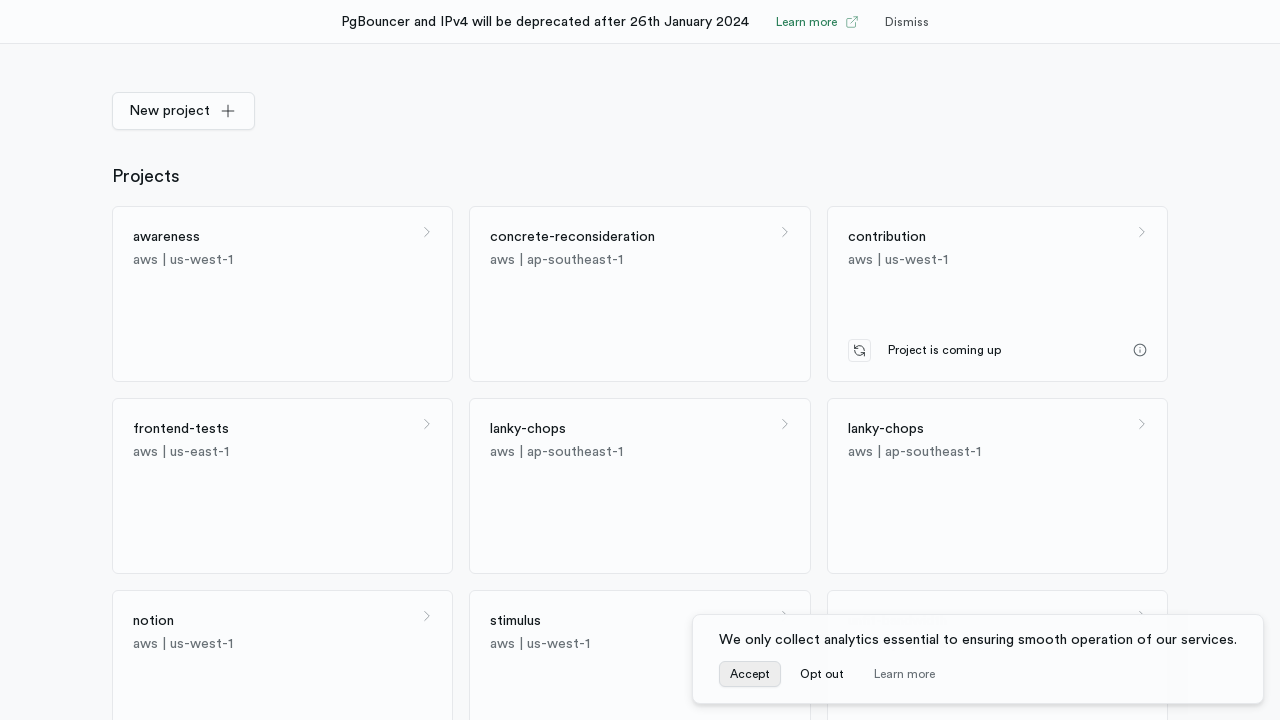 PgBouncer and IPv4 will be deprecated after 26th January 2024 Learn more Dismiss
New project
Projects
awareness
aws | us-west-1
concrete-reconsideration
aws | ap-southeast-1
contribution
aws | us-west-1
Project is coming up
frontend-tests
aws | us-east-1
lanky-chops
aws | ap-southeast-1
lanky-chops
aws | ap-southeast-1
notion
aws | us-west-1
stimulus
aws | us-west-1
We only collect analytics essential to ensuring smooth operation of our services.
Accept Opt out Learn more